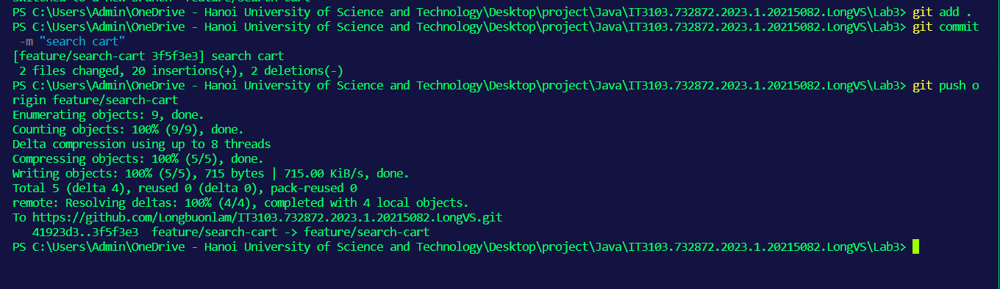 Switched to a new branch 'feature/search-cart'
PS C:\Users\Admin\OneDrive - Hanoi University of Science and Technology\Desktop\project\Java\IT3103.732872.2023.1.20215082.LongVS\Lab3> git add .
PS C:\Users\Admin\OneDrive - Hanoi University of Science and Technology\Desktop\project\Java\IT3103.732872.2023.1.20215082.LongVS\Lab3> git commit
 -m "search cart"
[feature/search-cart 3f5f3e3] search cart
 2 files changed, 20 insertions(+), 2 deletions(-)
PS C:\Users\Admin\OneDrive - Hanoi University of Science and Technology\Desktop\project\Java\IT3103.732872.2023.1.20215082.LongVS\Lab3> git push o
rigin feature/search-cart
Enumerating objects: 9, done.
Counting objects: 100% (9/9), done.
Delta compression using up to 8 threads
Compressing objects: 100% (5/5), done.
Writing objects: 100% (5/5), 715 bytes | 715.00 KiB/s, done.
Total 5 (delta 4), reused 0 (delta 0), pack-reused 0
remote: Resolving deltas: 100% (4/4), completed with 4 local objects.
To https://github.com/Longbuonlam/IT3103.732872.2023.1.20215082.LongVS.git
   41923d3..3f5f3e3  feature/search-cart -> feature/search-cart
PS C:\Users\Admin\OneDrive - Hanoi University of Science and Technology\Desktop\project\Java\IT3103.732872.2023.1.20215082.LongVS\Lab3>